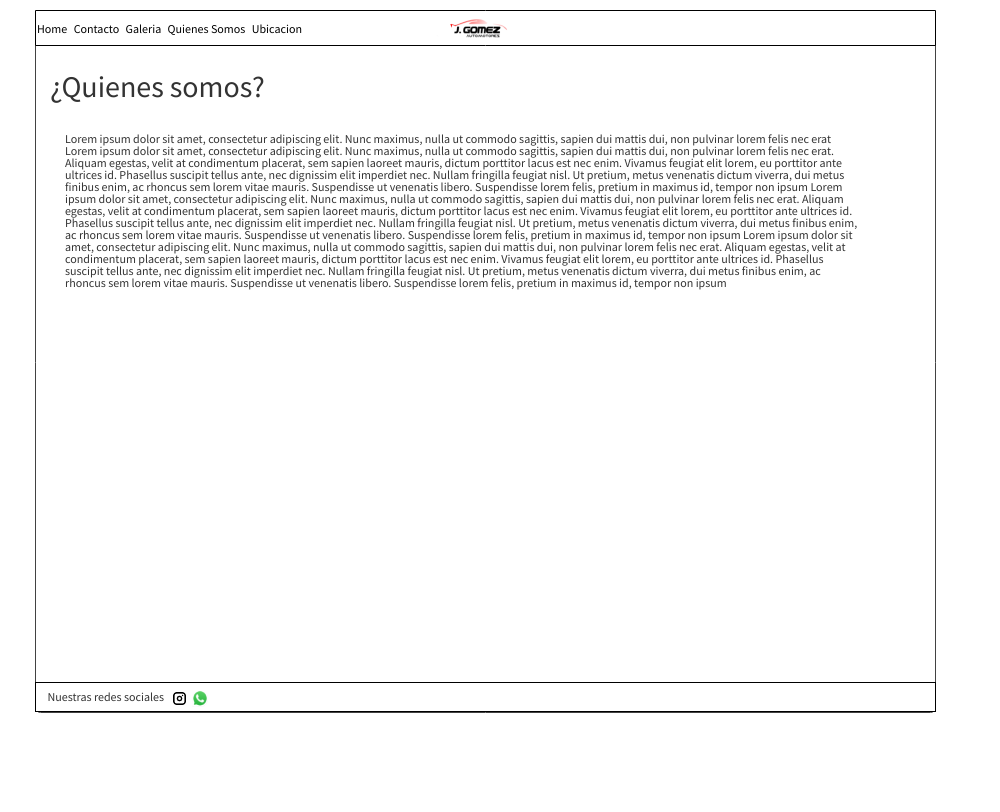 Home Contacto Galeria Quienes Somos Ubicacion
J. GOMEZ
AUTOMOTORES
¿Quienes somos?
Lorem ipsum dolor sit amet, consectetur adipiscing elit. Nunc maximus, nulla ut commodo sagittis, sapien dui mattis dui, non pulvinar lorem felis nec erat
Lorem ipsum dolor sit amet, consectetur adipiscing elit. Nunc maximus, nulla ut commodo sagittis, sapien dui mattis dui, non pulvinar lorem felis nec erat.
Aliquam egestas, velit at condimentum placerat, sem sapien laoreet mauris, dictum porttitor lacus est nec enim. Vivamus feugiat elit lorem, eu porttitor ante
ultrices id. Phasellus suscipit tellus ante, nec dignissim elit imperdiet nec. Nullam fringilla feugiat nisl. Ut pretium, metus venenatis dictum viverra, dui metus
finibus enim, ac rhoncus sem lorem vitae mauris. Suspendisse ut venenatis libero. Suspendisse lorem felis, pretium in maximus id, tempor non ipsum Lorem
ipsum dolor sit amet, consectetur adipiscing elit. Nunc maximus, nulla ut commodo sagittis, sapien dui mattis dui, non pulvinar lorem felis nec erat. Aliquam
egestas, velit at condimentum placerat, sem sapien laoreet mauris, dictum porttitor lacus est nec enim. Vivamus feugiat elit lorem, eu porttitor ante ultrices id.
Phasellus suscipit tellus ante, nec dignissim elit imperdiet nec. Nullam fringilla feugiat nisl. Ut pretium, metus venenatis dictum viverra, dui metus finibus enim,
ac rhoncus sem lorem vitae mauris. Suspendisse ut venenatis libero. Suspendisse lorem felis, pretium in maximus id, tempor non ipsum Lorem ipsum dolor sit
amet, consectetur adipiscing elit. Nunc maximus, nulla ut commodo sagittis, sapien dui mattis dui, non pulvinar lorem felis nec erat. Aliquam egestas, velit at
condimentum placerat, sem sapien laoreet mauris, dictum porttitor lacus est nec enim. Vivamus feugiat elit lorem, eu porttitor ante ultrices id. Phasellus
suscipit tellus ante, nec dignissim elit imperdiet nec. Nullam fringilla feugiat nisl. Ut pretium, metus venenatis dictum viverra, dui metus finibus enim, ac
rhoncus sem lorem vitae mauris. Suspendisse ut venenatis libero. Suspendisse lorem felis, pretium in maximus id, tempor non ipsum
Nuestras redes sociales